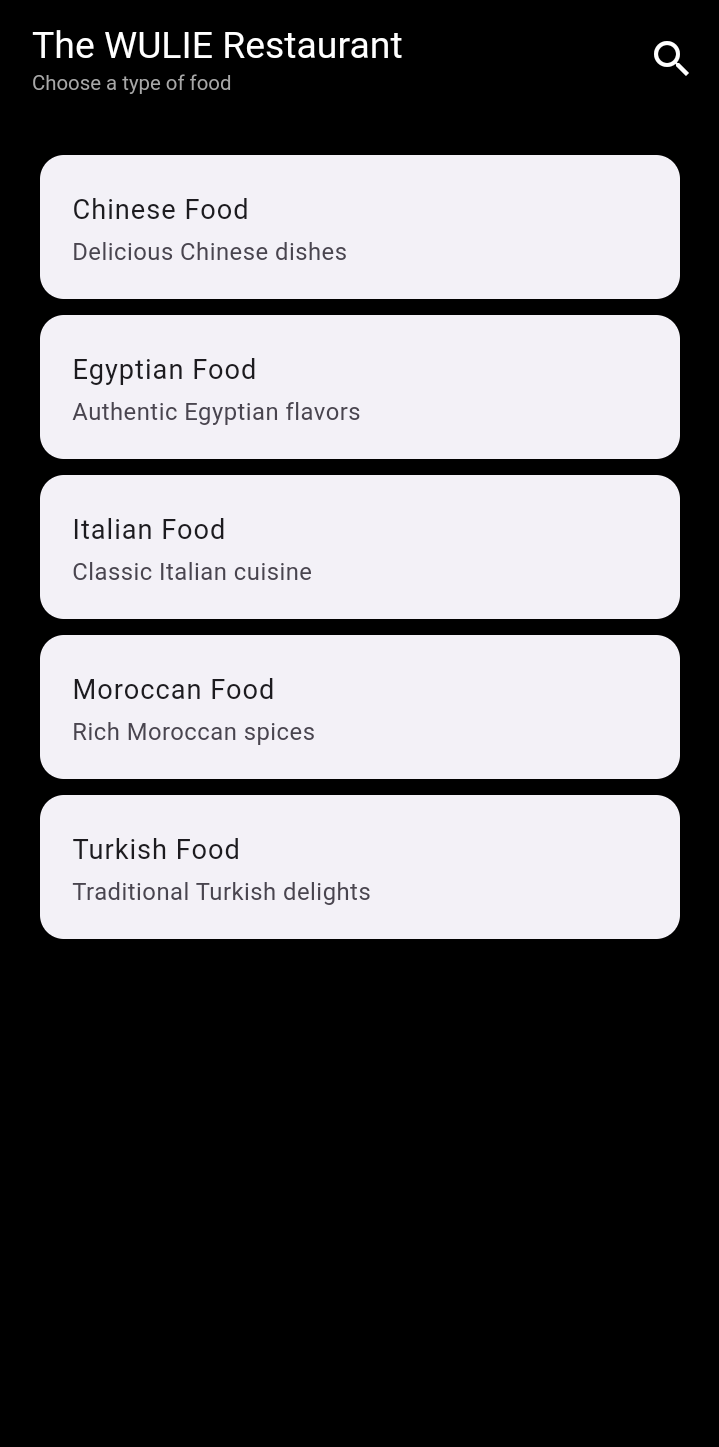 The WULIE Restaurant
Choose a type of food
Chinese Food
Delicious Chinese dishes
Egyptian Food
Authentic Egyptian flavors
Italian Food
Classic Italian cuisine
Moroccan Food
Rich Moroccan spices
Turkish Food
Traditional Turkish delights